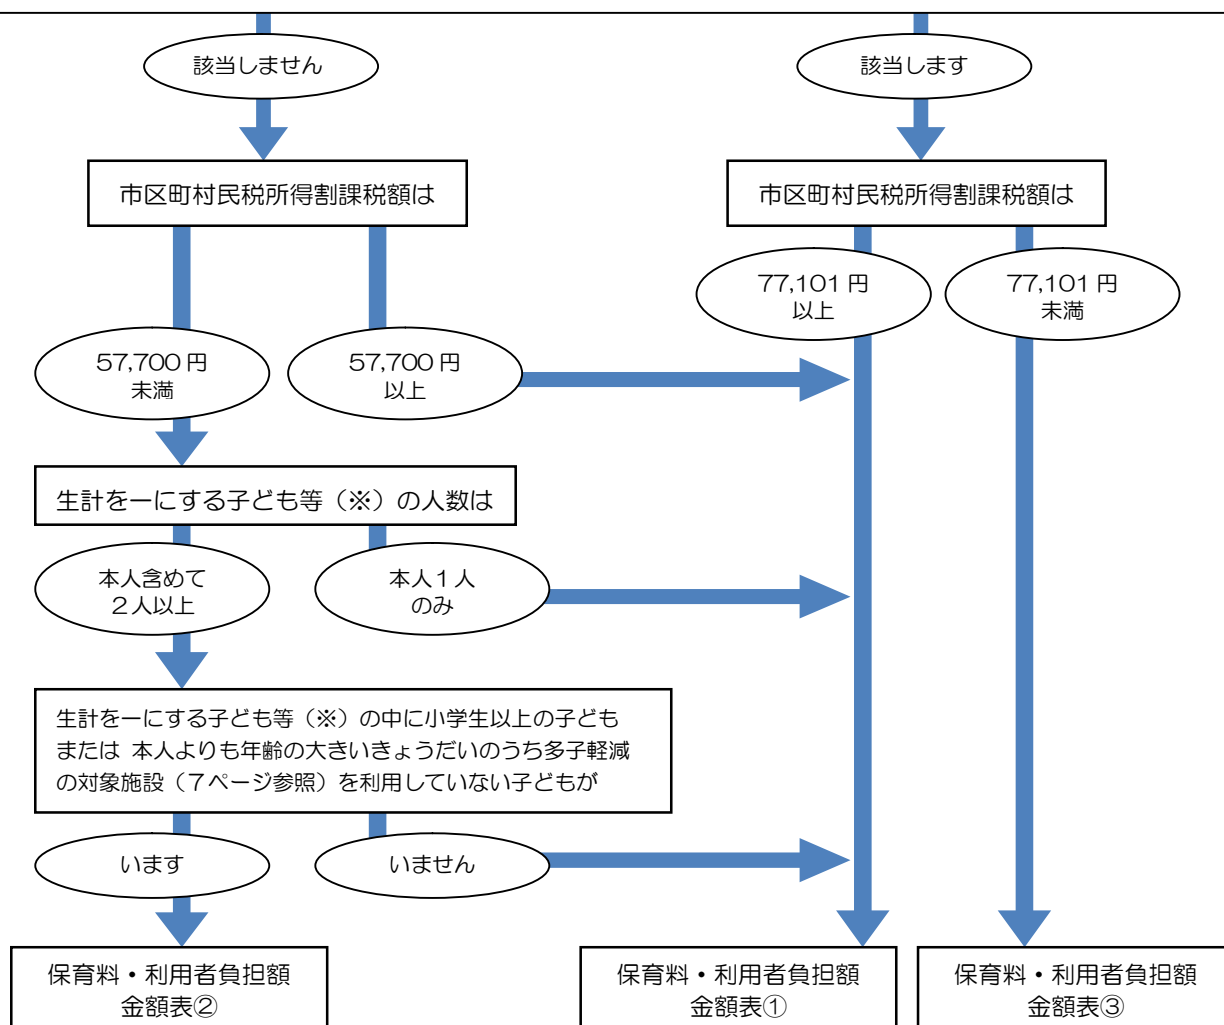 該当しません
該当します
市区町村民税所得割課税額は
市区町村民税所得割課税額は
77,101 円
以上
77,101 円
未満
57,700 円
未満
57,700 円
以上
生計を一にする子ども等（※）の人数は
本人含めて
２人以上
本人１人
のみ
生計を一にする子ども等（※）の中に小学生以上の子ども
または 本人よりも年齢の大きいきょうだいのうち多子軽減
の対象施設（７ページ参照）を利用していない子どもが
います
いません
保育料・利用者負担額
金額表②
保育料・利用者負担額
金額表①
保育料・利用者負担額
金額表③